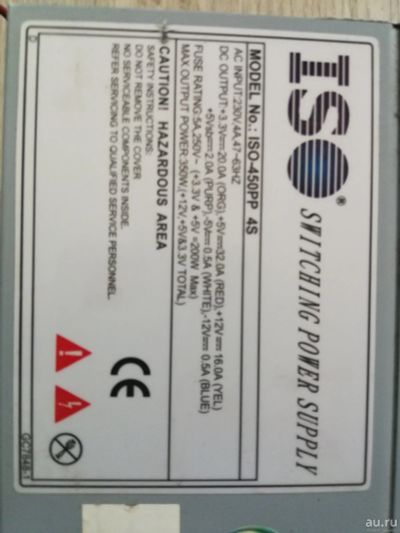 ISO®
SWITCHING POWER SUPPLY
MODEL No.: ISO-450PP 4S
AC INPUT:230V,4A,47~63HZ
DC OUTPUT:+3.3V⎓20.0A (ORG),+5V⎓32.0A (RED),+12V⎓16.0A (YEL)
+5Vsb⎓2.0A (PURP),-5V⎓0.5A (WHITE),-12V⎓0.5A (BLUE)
FUSE RATING:5A,250V~ (+3.3V & +5V =200W Max)
MAX OUTPUT POWER:350W,(+12V,+5V&3.3V TOTAL)
CAUTION! HAZARDOUS AREA
SAFETY INSTRUCTIONS:
DO NOT REMOVE THE COVER
NO SERVICEABLE COMPONENTS INSIDE.
REFER SERVICING TO QUALIFIED SERVICE PERSONNEL.
CE
GC7848-1
au.ru